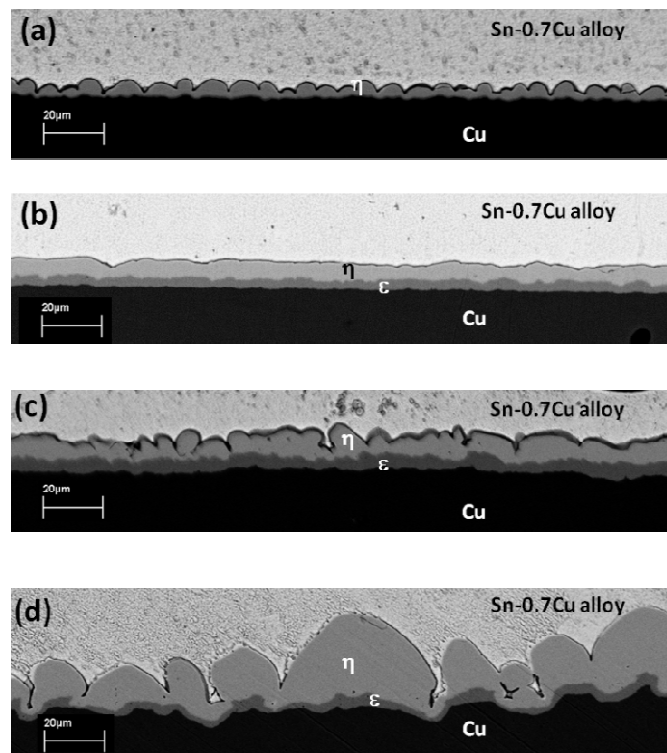 (a)
Sn-0.7Cu alloy
η
20µm
Cu
(b)
Sn-0.7Cu alloy
η
ε
20µm
Cu
(c)
Sn-0.7Cu alloy
η
ε
20µm
Cu
(d)
Sn-0.7Cu alloy
η
ε
20µm
Cu